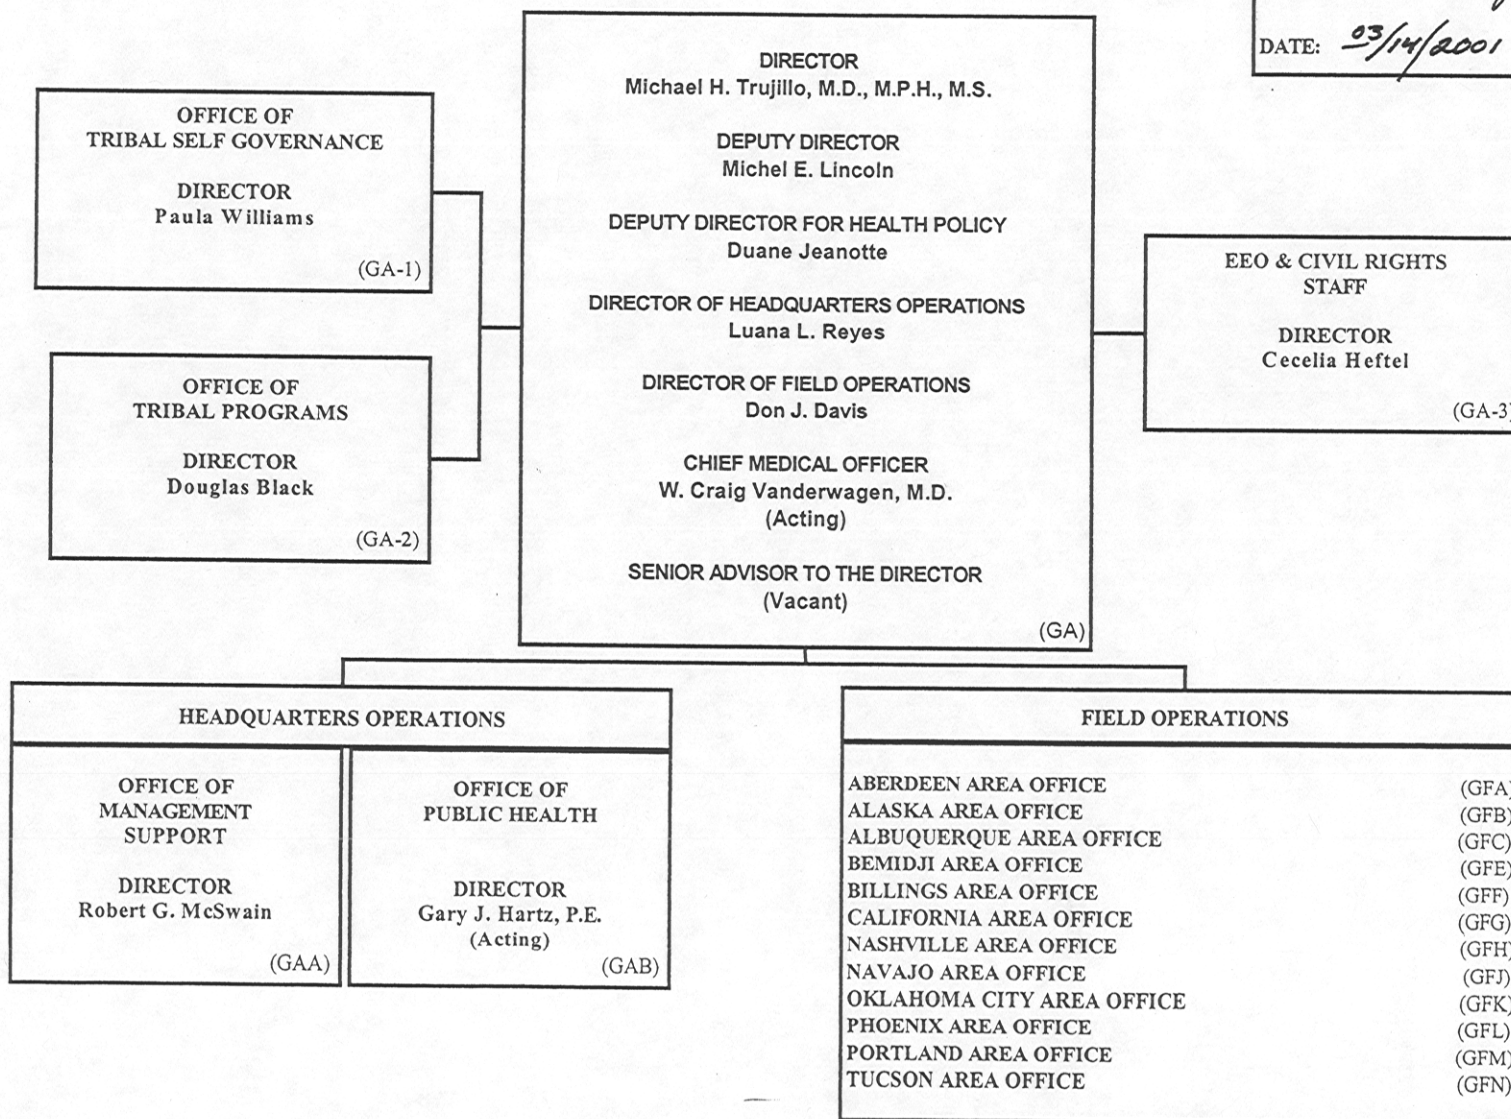 DATE: 03/14/2001
DIRECTOR
Michael H. Trujillo, M.D., M.P.H., M.S.
DEPUTY DIRECTOR
Michel E. Lincoln
DEPUTY DIRECTOR FOR HEALTH POLICY
Duane Jeanotte
DIRECTOR OF HEADQUARTERS OPERATIONS
Luana L. Reyes
DIRECTOR OF FIELD OPERATIONS
Don J. Davis
CHIEF MEDICAL OFFICER
W. Craig Vanderwagen, M.D.
(Acting)
SENIOR ADVISOR TO THE DIRECTOR
(Vacant)
(GA)
OFFICE OF
TRIBAL SELF GOVERNANCE
DIRECTOR
Paula Williams
(GA-1)
OFFICE OF
TRIBAL PROGRAMS
DIRECTOR
Douglas Black
(GA-2)
EEO & CIVIL RIGHTS
STAFF
DIRECTOR
Cecelia Heftel
(GA-3)
HEADQUARTERS OPERATIONS
OFFICE OF
MANAGEMENT
SUPPORT
DIRECTOR
Robert G. McSwain
(GAA)
OFFICE OF
PUBLIC HEALTH
DIRECTOR
Gary J. Hartz, P.E.
(Acting)
(GAB)
FIELD OPERATIONS
ABERDEEN AREA OFFICE (GFA)
ALASKA AREA OFFICE (GFB)
ALBUQUERQUE AREA OFFICE (GFC)
BEMIDJI AREA OFFICE (GFE)
BILLINGS AREA OFFICE (GFF)
CALIFORNIA AREA OFFICE (GFG)
NASHVILLE AREA OFFICE (GFH)
NAVAJO AREA OFFICE (GFJ)
OKLAHOMA CITY AREA OFFICE (GFK)
PHOENIX AREA OFFICE (GFL)
PORTLAND AREA OFFICE (GFM)
TUCSON AREA OFFICE (GFN)